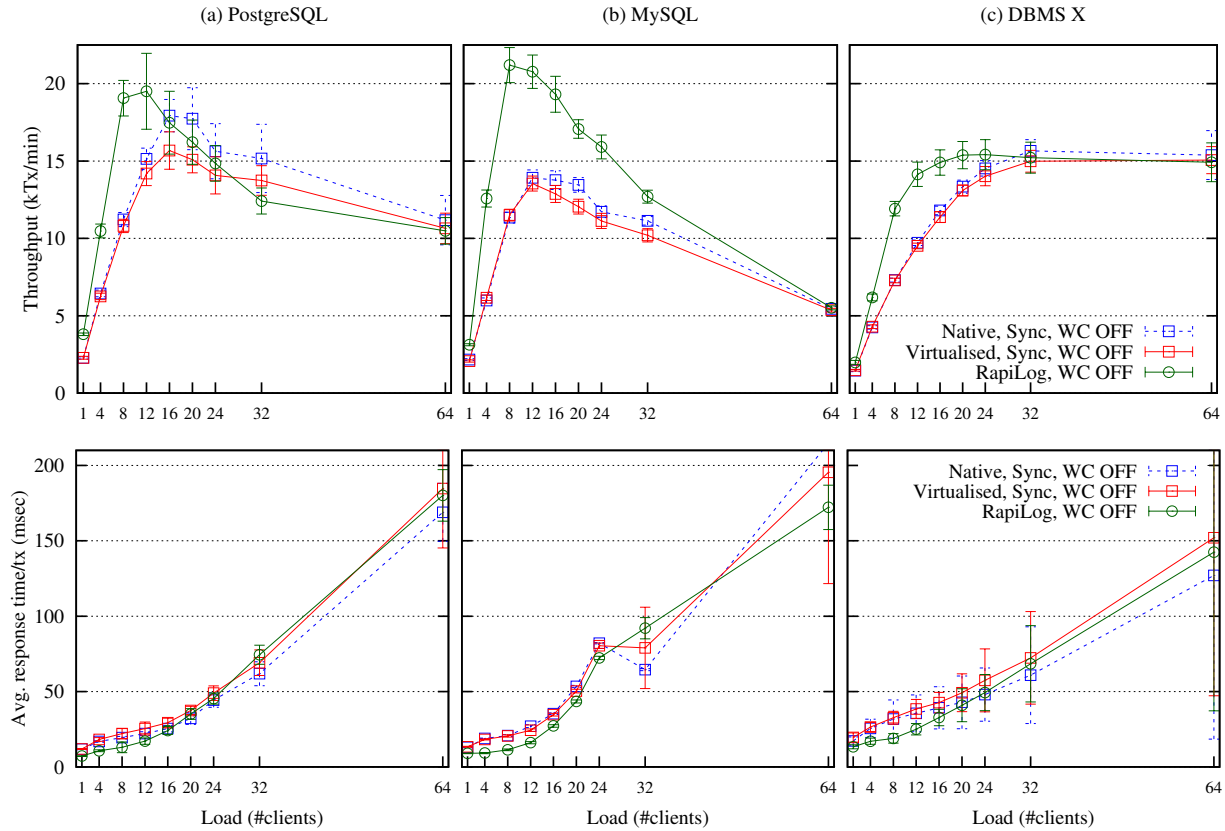 (a) PostgreSQL
(b) MySQL
(c) DBMS X
Throughput (kTx/min)
20
15
10
5
0
1 4 8 12 16 20 24 32 64
1 4 8 12 16 20 24 32 64
1 4 8 12 16 20 24 32 64
Native, Sync, WC OFF
Virtualised, Sync, WC OFF
RapiLog, WC OFF
Avg. response time/tx (msec)
200
150
100
50
0
Native, Sync, WC OFF
Virtualised, Sync, WC OFF
RapiLog, WC OFF
1 4 8 12 16 20 24 32 64
1 4 8 12 16 20 24 32 64
1 4 8 12 16 20 24 32 64
Load (#clients)
Load (#clients)
Load (#clients)